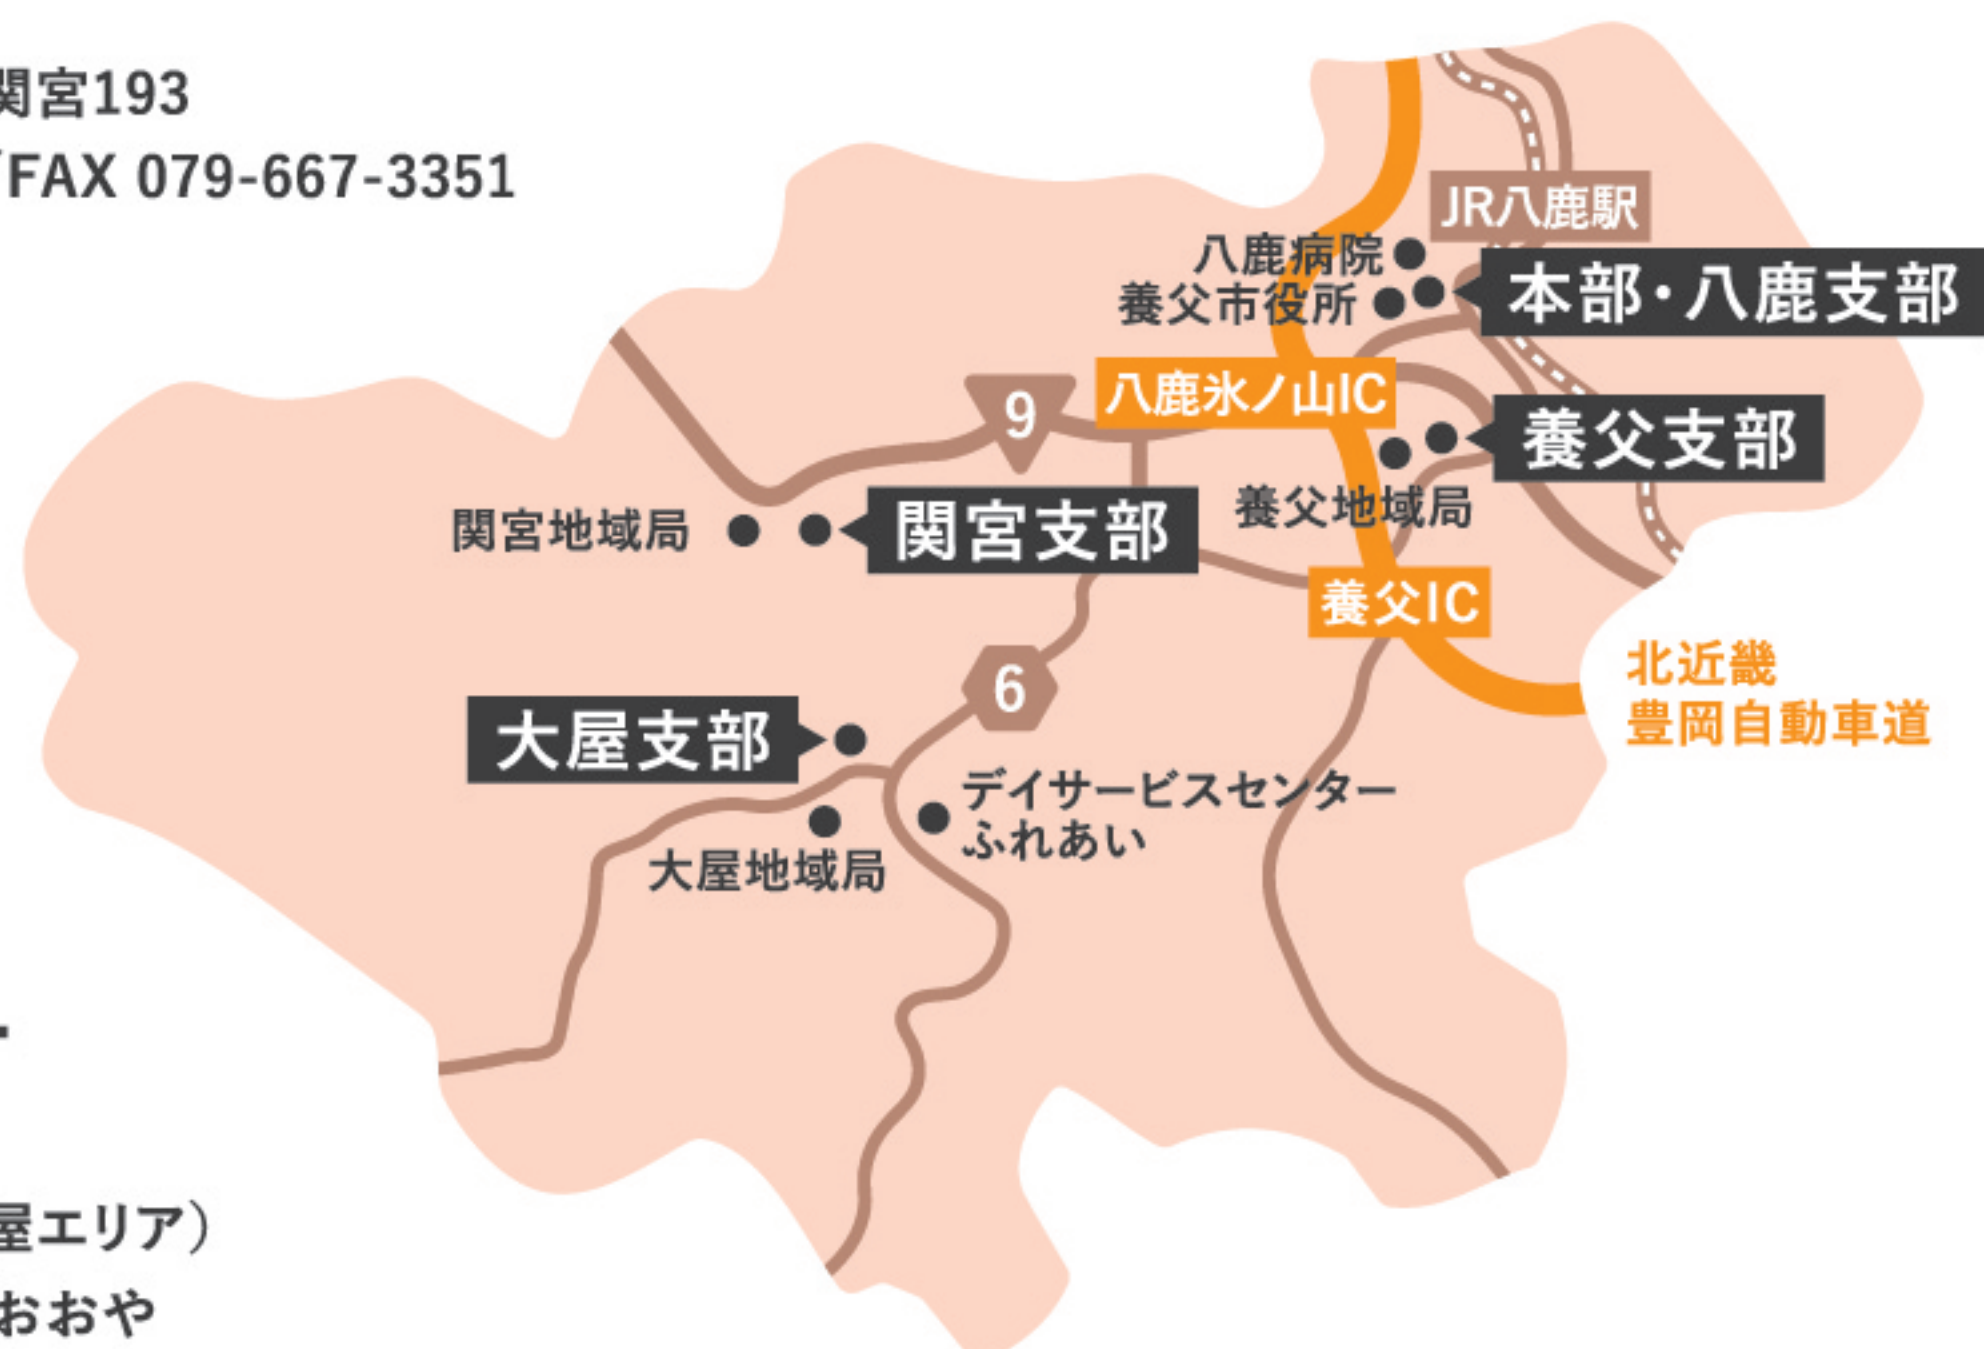 関宮193
FAX 079-667-3351
JR八鹿駅
八鹿病院
養父市役所
本部・八鹿支部
八鹿氷ノ山IC
9
養父支部
養父地域局
関宮地域局
関宮支部
養父IC
北近畿
豊岡自動車道
6
大屋支部
デイサービスセンター
ふれあい
大屋地域局
屋エリア）
おおや